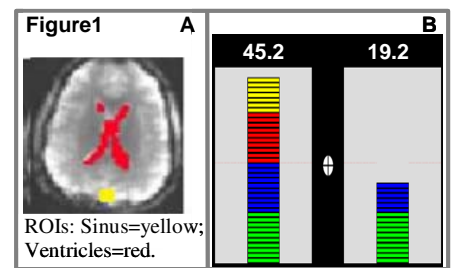 Figure1 A
ROIs: Sinus=yellow;
Ventricles=red.
B
45.2 19.2